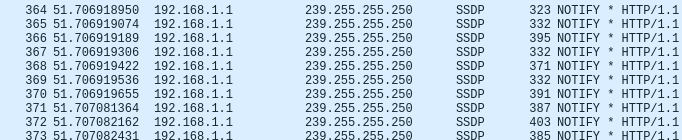 364 51.706918950 192.168.1.1 239.255.255.250 SSDP 323 NOTIFY * HTTP/1.1
365 51.706919074 192.168.1.1 239.255.255.250 SSDP 332 NOTIFY * HTTP/1.1
366 51.706919189 192.168.1.1 239.255.255.250 SSDP 395 NOTIFY * HTTP/1.1
367 51.706919306 192.168.1.1 239.255.255.250 SSDP 332 NOTIFY * HTTP/1.1
368 51.706919422 192.168.1.1 239.255.255.250 SSDP 371 NOTIFY * HTTP/1.1
369 51.706919536 192.168.1.1 239.255.255.250 SSDP 332 NOTIFY * HTTP/1.1
370 51.706919655 192.168.1.1 239.255.255.250 SSDP 391 NOTIFY * HTTP/1.1
371 51.707081364 192.168.1.1 239.255.255.250 SSDP 387 NOTIFY * HTTP/1.1
372 51.707082162 192.168.1.1 239.255.255.250 SSDP 403 NOTIFY * HTTP/1.1
373 51.707082431 192.168.1.1 239.255.255.250 SSDP 385 NOTIFY * HTTP/1.1